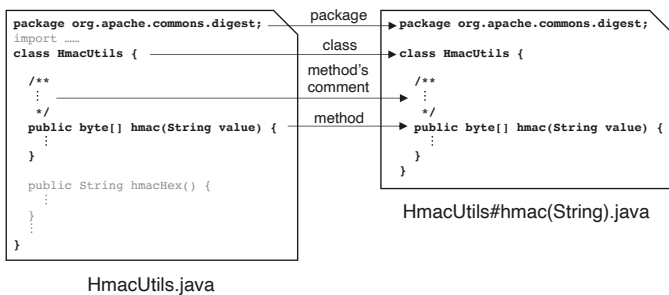 package org.apache.commons.digest;
import ……
class HmacUtils {
/**
⋮
*/
public byte[] hmac(String value) {
⋮
}
public String hmacHex() {
⋮
}
⋮
}
HmacUtils.java
package
class
method's
comment
method
package org.apache.commons.digest;
class HmacUtils {
/**
⋮
*/
public byte[] hmac(String value) {
⋮
}
}
HmacUtils#hmac(String).java